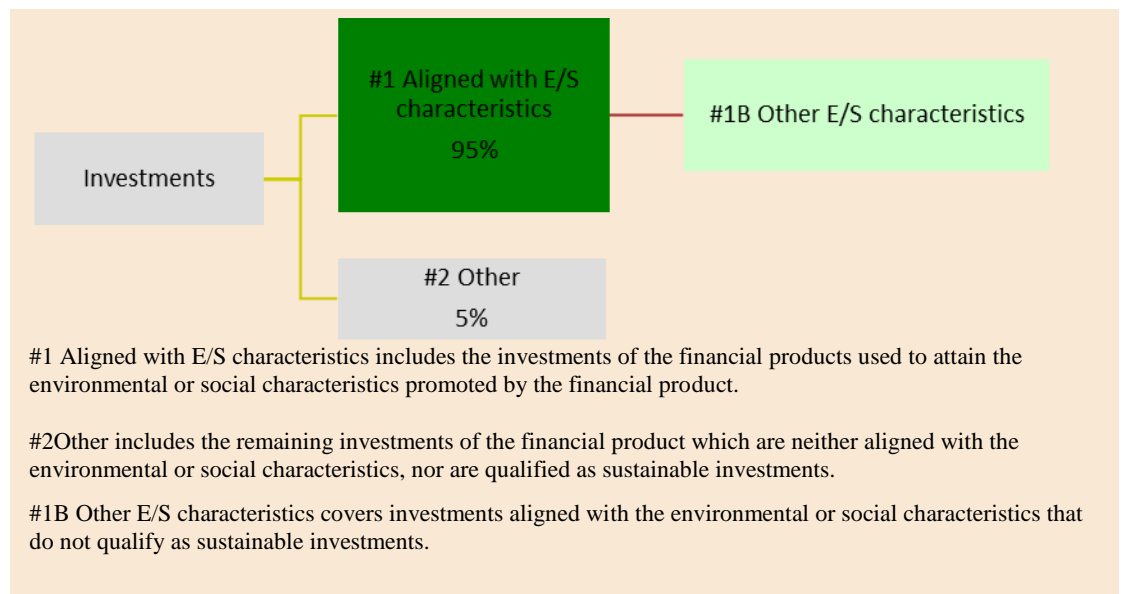 #1 Aligned with E/S
characteristics
95%
#1B Other E/S characteristics
Investments
#2 Other
5%
#1 Aligned with E/S characteristics includes the investments of the financial products used to attain the
environmental or social characteristics promoted by the financial product.
#2Other includes the remaining investments of the financial product which are neither aligned with the
environmental or social characteristics, nor are qualified as sustainable investments.
#1B Other E/S characteristics covers investments aligned with the environmental or social characteristics that
do not qualify as sustainable investments.